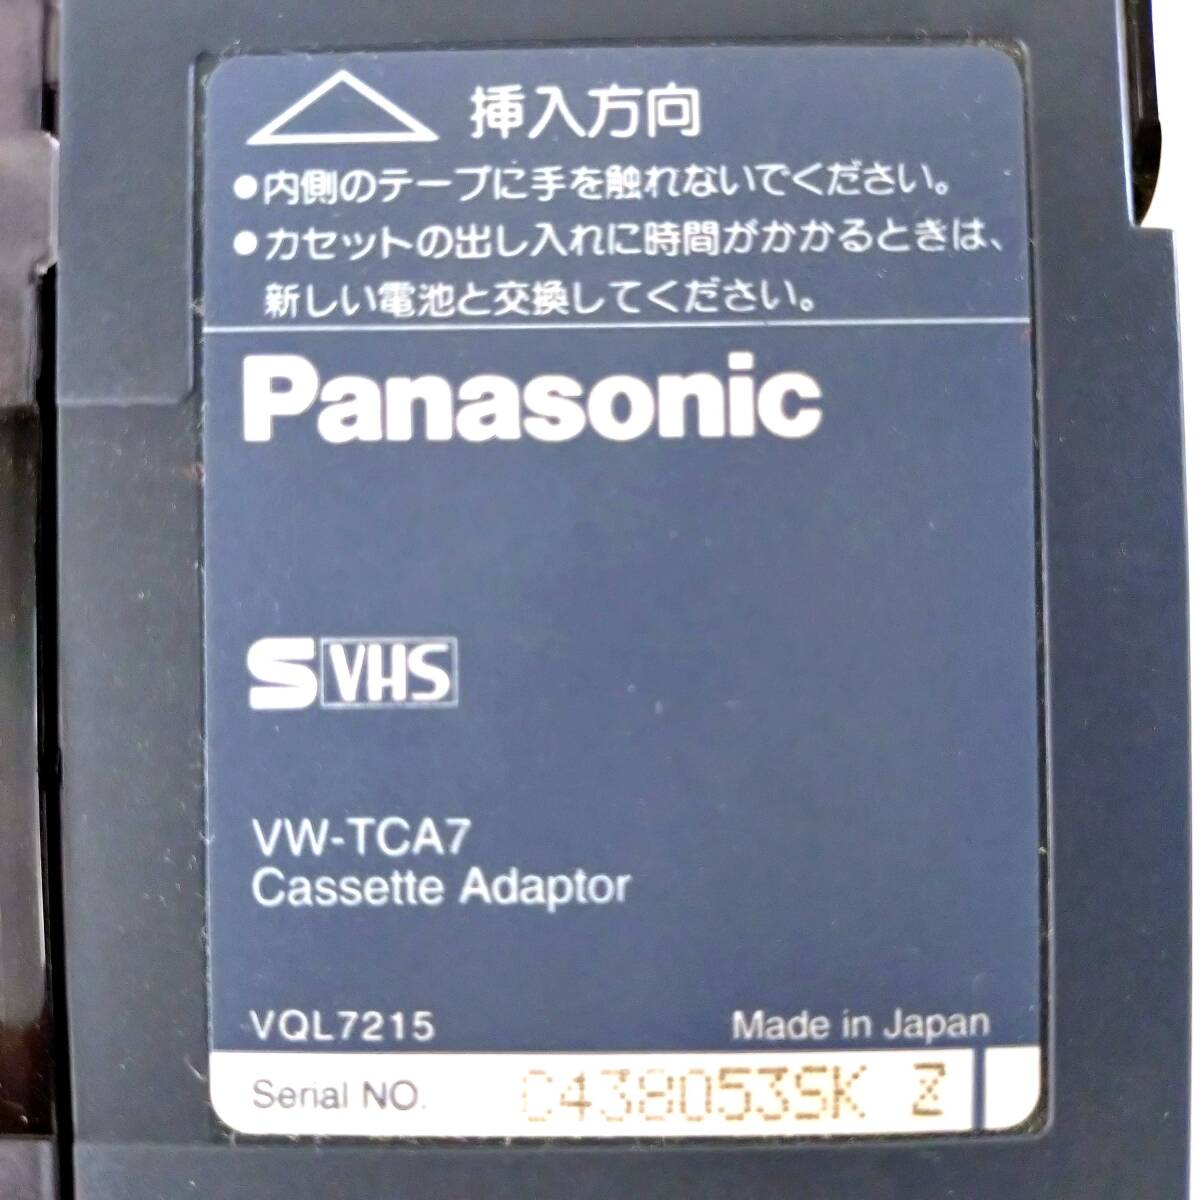 挿入方向
●内側のテープに手を触れないでください。
●カセットの出し入れに時間がかかるときは、
新しい電池と交換してください。
Panasonic
S VHS
VW-TCA7
Cassette Adaptor
VQL7215 Made in Japan
Serial NO. C4380539K Z